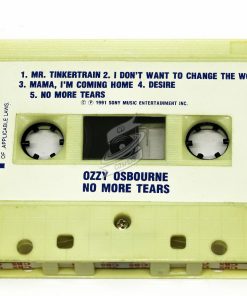 1. MR. TINKERTRAIN 2. I DON'T WANT TO CHANGE THE WO
3. MAMA, I'M COMING HOME 4. DESIRE
5. NO MORE TEARS
© ℗ 1991 SONY MUSIC ENTERTAINMENT INC.
OF APPLICABLE LAWS.
OZZY OSBOURNE
NO MORE TEARS